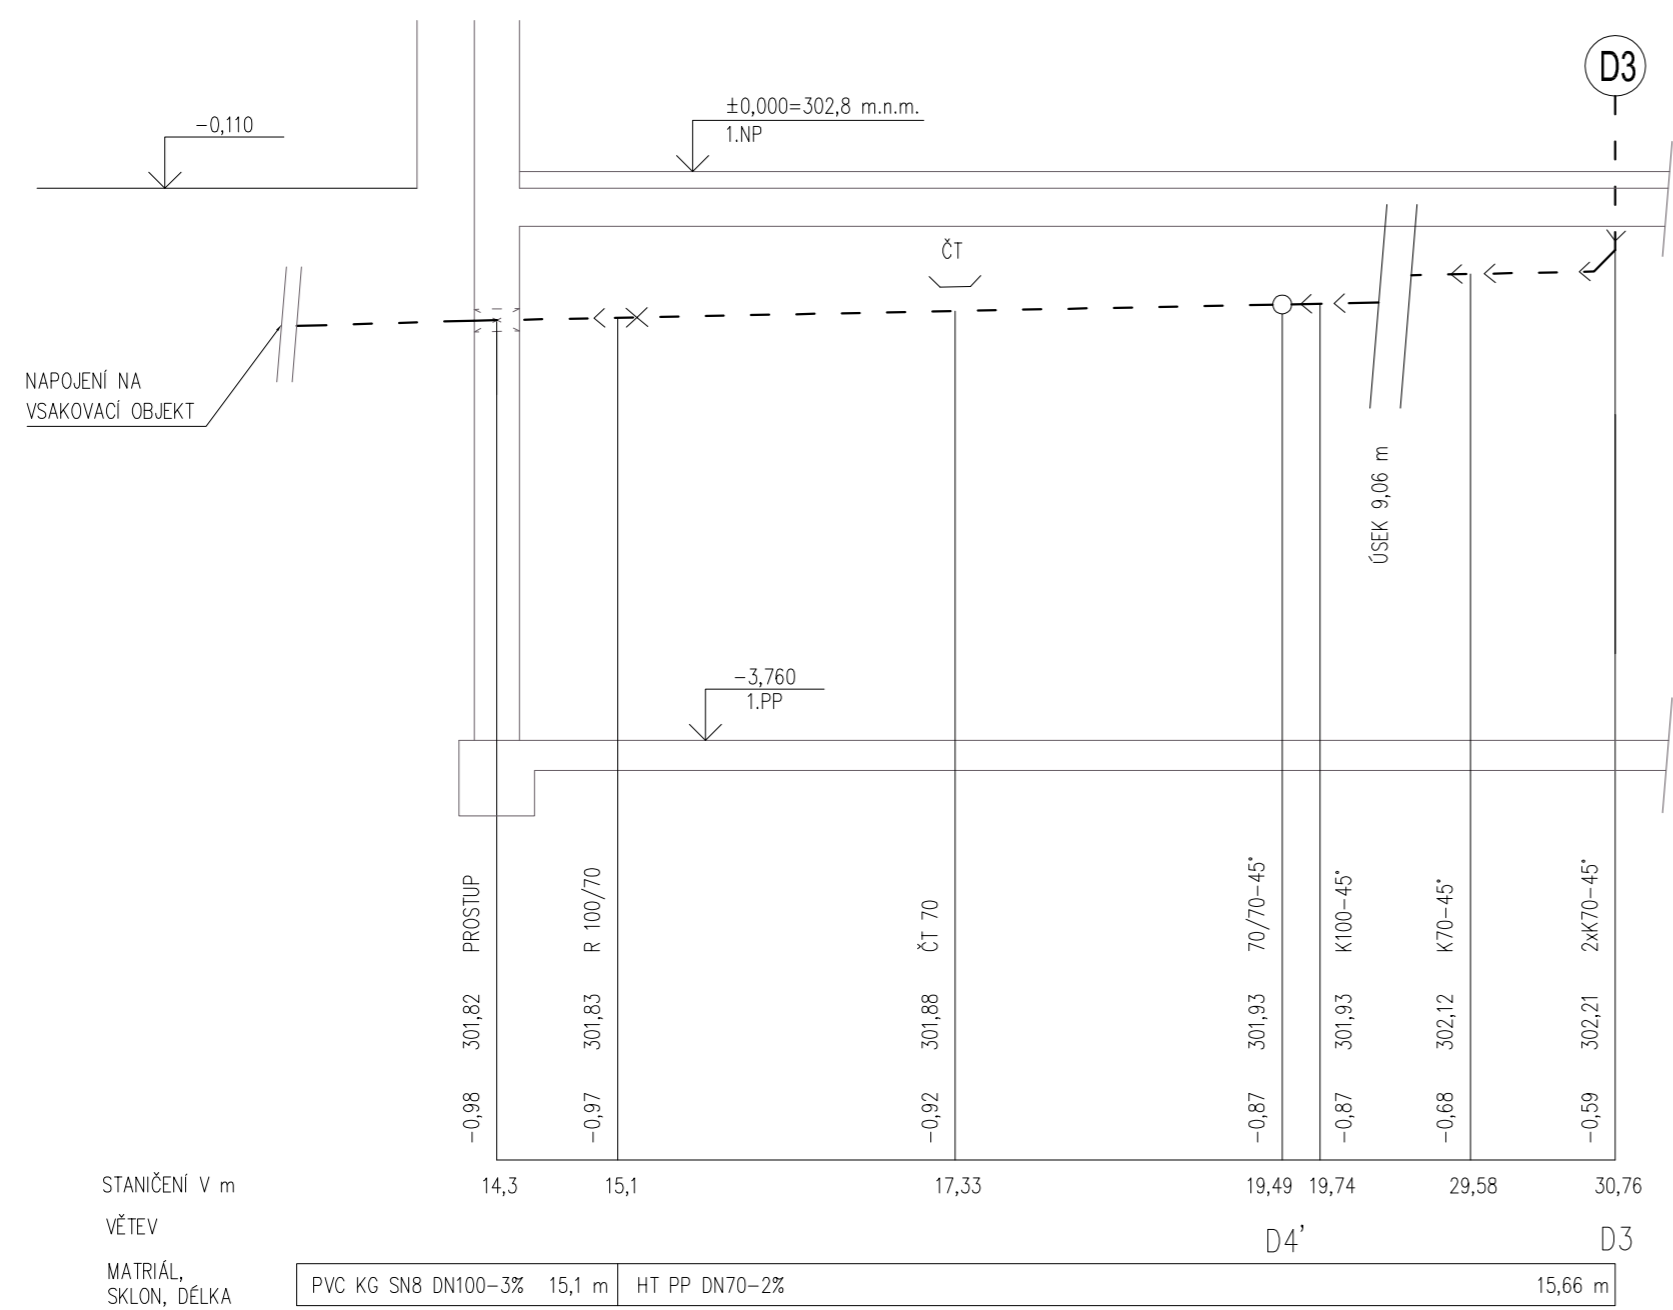 D3
±0,000=302,8 m.n.m.
1.NP
-0,110
ČT
NAPOJENÍ NA
VSAKOVACÍ OBJEKT
ÚSEK 9,06 m
-3,760
1.PP
-0,98 301,82 PROSTUP
-0,97 301,83 R 100/70
-0,92 301,88 ČT 70
-0,87 301,93 70/70-45°
-0,87 301,93 K100-45°
-0,68 302,12 K70-45°
-0,59 302,21 2xK70-45°
STANIČENÍ V m 14,3 15,1 17,33 19,49 19,74 29,58 30,76
VĚTEV D4' D3
MATRIÁL,
SKLON, DÉLKA
PVC KG SN8 DN100-3% 15,1 m HT PP DN70-2% 15,66 m